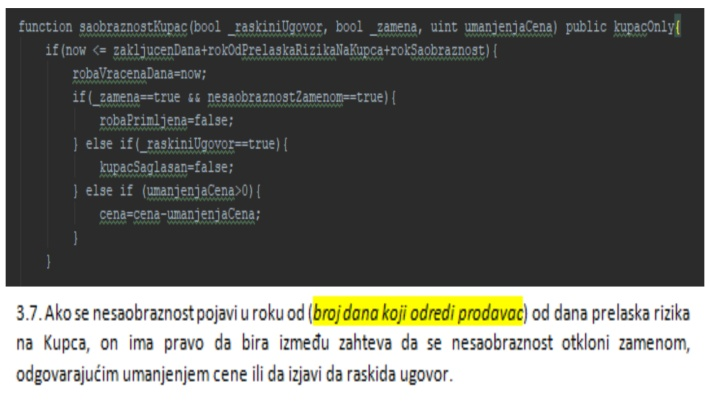 function saobraznostKupac(bool _raskiniUgovor, bool _zamena, uint umanjenjaCena) public kupacOnly{
if(now <= zakljucenDana+rokOdPrelaskaRizikaNaKupca+rokSaobraznost){
robaVracenaDana=now;
if(_zamena==true && nesaobraznostZamenom==true){
robaPrimljena=false;
} else if(_raskiniUgovor==true){
kupacSaglasan=false;
} else if (umanjenjaCena>0){
cena=cena-umanjenjaCena;
}
}
3.7. Ako se nesaobraznost pojavi u roku od (broj dana koji odredi prodavac) od dana prelaska rizika
na Kupca, on ima pravo da bira između zahteva da se nesaobraznost otkloni zamenom,
odgovarajućim umanjenjem cene ili da izjavi da raskida ugovor.